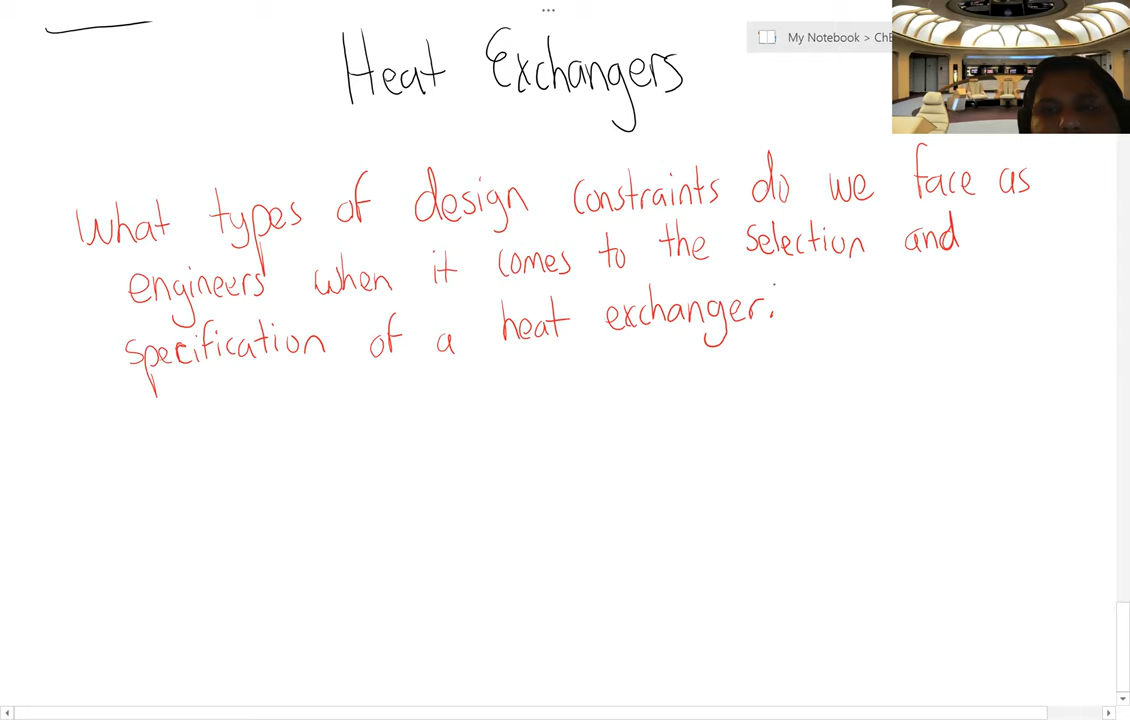 Heat Exchangers
My Notebook > ChE
What types of design constraints do we face as
engineers when it comes to the selection and
specification of a heat exchanger.